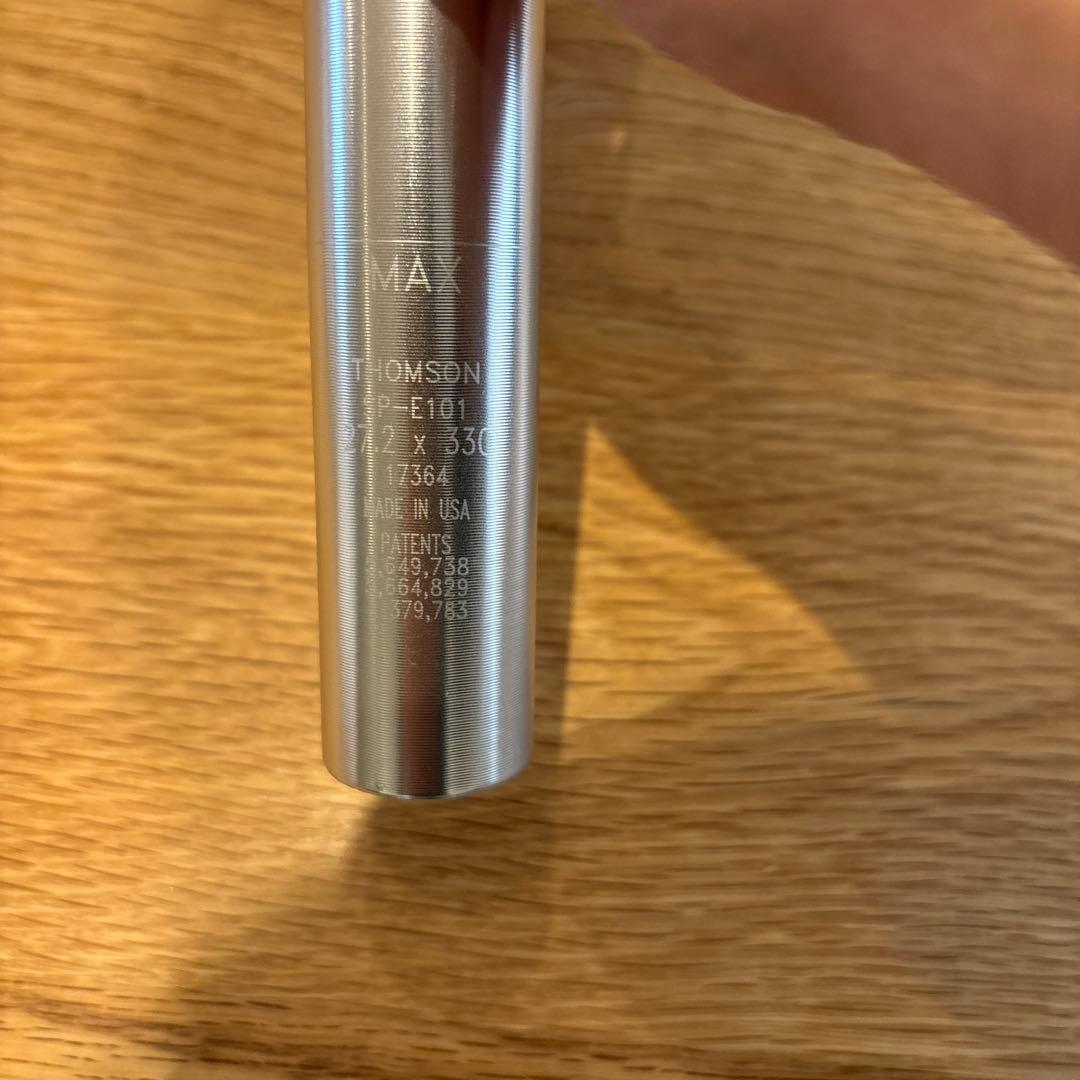 MAX
THOMSON
SP-E101
27.2 x 330
17364
MADE IN USA
PATENTS